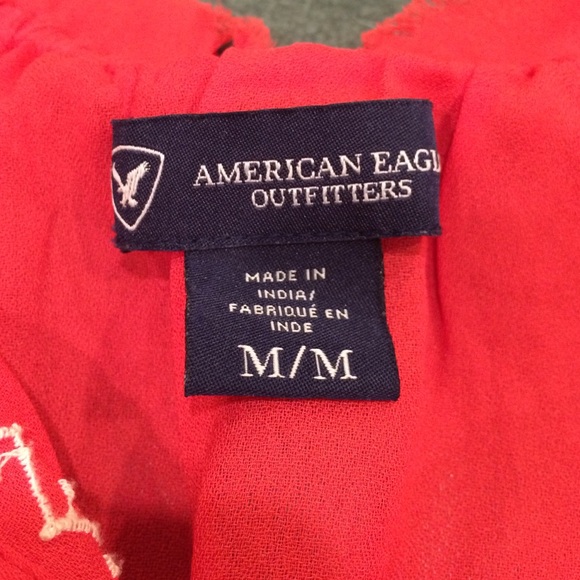 AMERICAN EAGL
OUTFITTERS
MADE IN
INDIA/
FABRIQUÉ EN
INDE
M/M